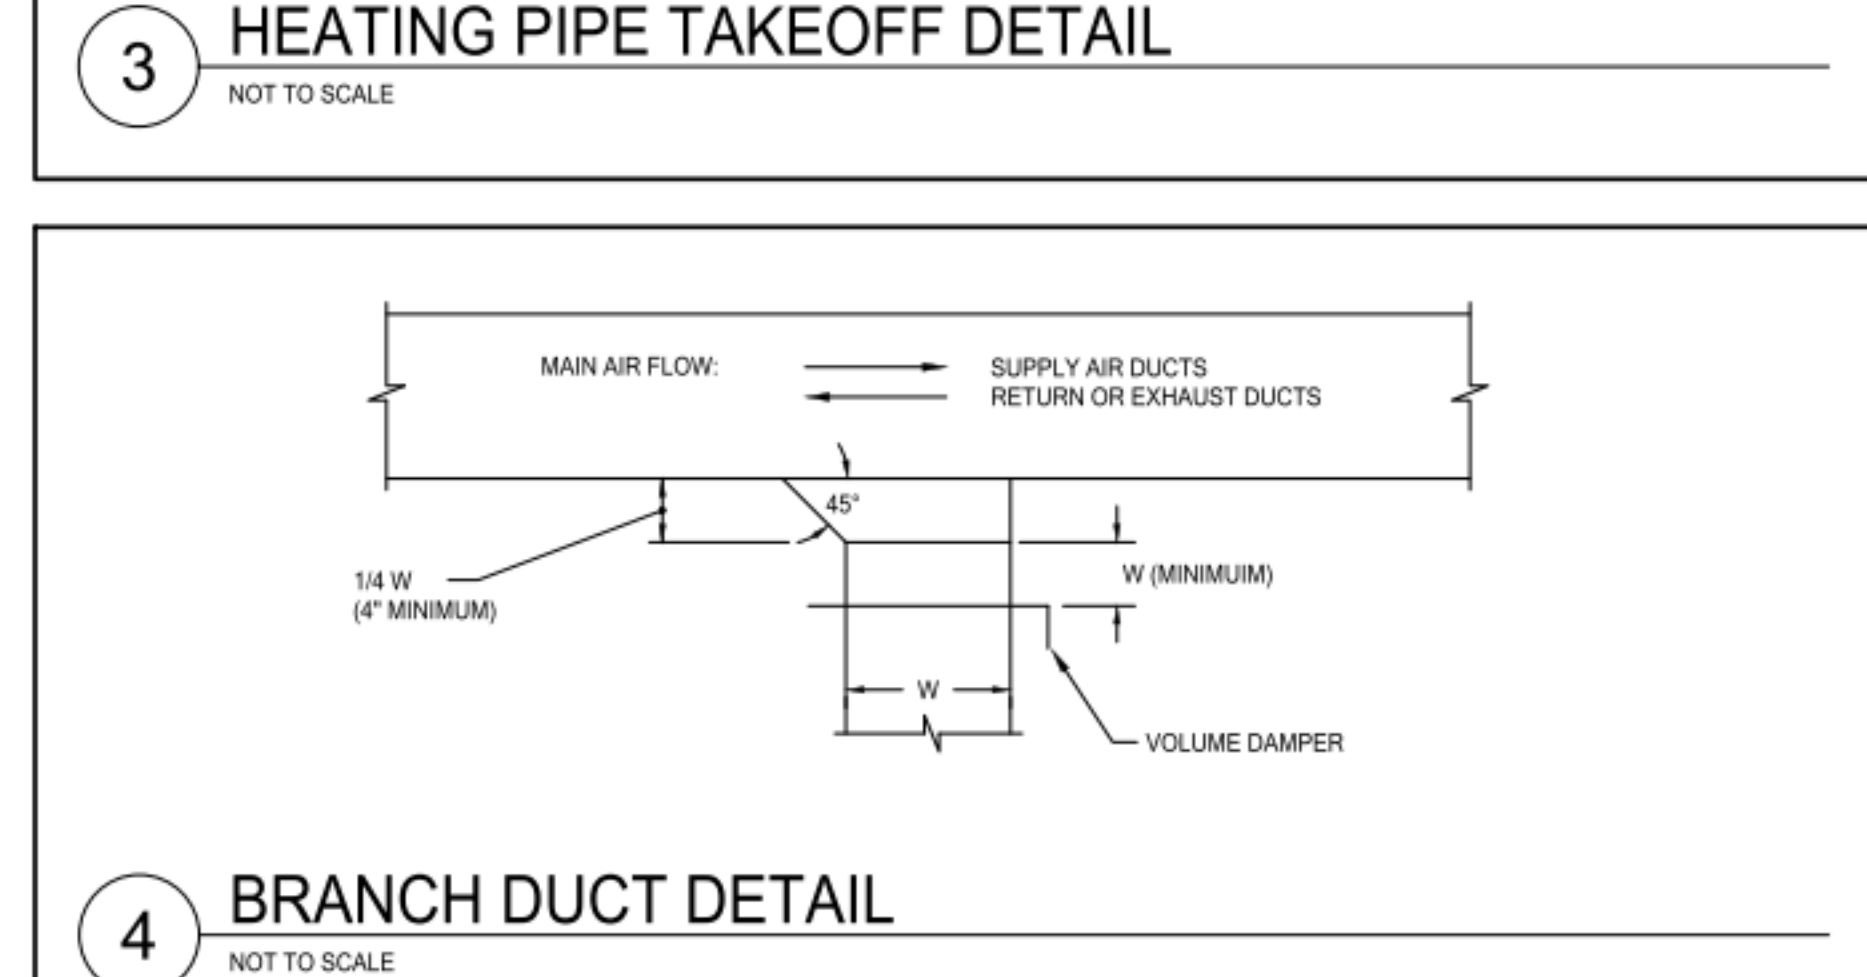 3
HEATING PIPE TAKEOFF DETAIL
NOT TO SCALE
MAIN AIR FLOW:
SUPPLY AIR DUCTS
RETURN OR EXHAUST DUCTS
45°
1/4 W
(4" MINIMUM)
W (MINIMUIM)
W
VOLUME DAMPER
4
BRANCH DUCT DETAIL
NOT TO SCALE